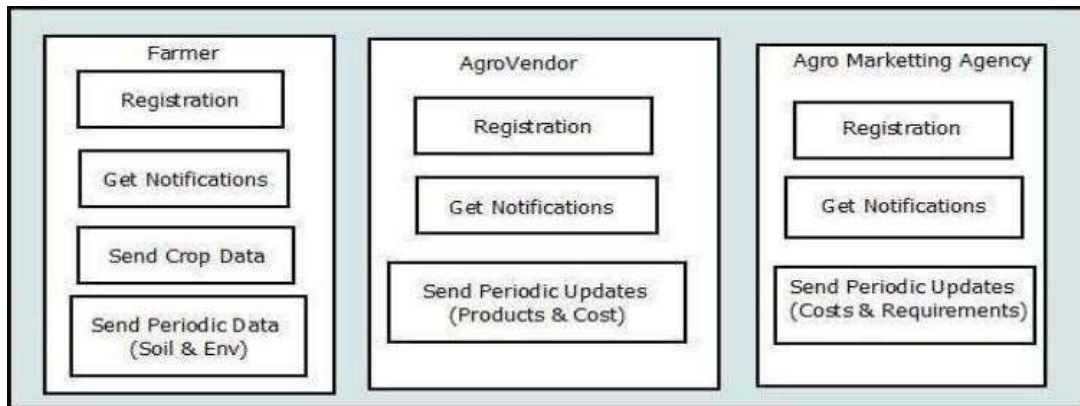 Farmer
Registration
Get Notifications
Send Crop Data
Send Periodic Data
(Soil & Env)
AgroVendor
Registration
Get Notifications
Send Periodic Updates
(Products & Cost)
Agro Marketting Agency
Registration
Get Notifications
Send Periodic Updates
(Costs & Requirements)